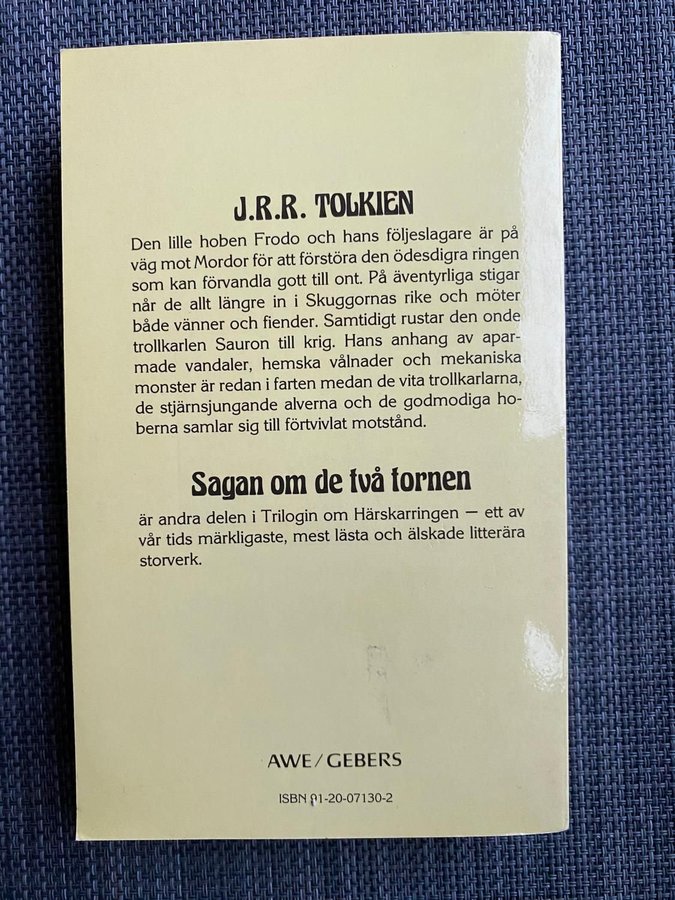 J.R.R. TOLKIEN
Den lille hoben Frodo och hans följeslagare är på
väg mot Mordor för att förstöra den ödesdigra ringen
som kan förvandla gott till ont. På äventyrliga stigar
når de allt längre in i Skuggornas rike och möter
både vänner och fiender. Samtidigt rustar den onde
trollkarlen Sauron till krig. Hans anhang av apar-
made vandaler, hemska vålnader och mekaniska
monster är redan i farten medan de vita trollkarlarna,
de stjärnsjungande alverna och de godmodiga ho-
berna samlar sig till förtvivlat motstånd.
Sagan om de två tornen
är andra delen i Trilogin om Härskarringen — ett av
vår tids märkligaste, mest lästa och älskade litterära
storverk.
AWE/GEBERS
ISBN 91-20-07130-2